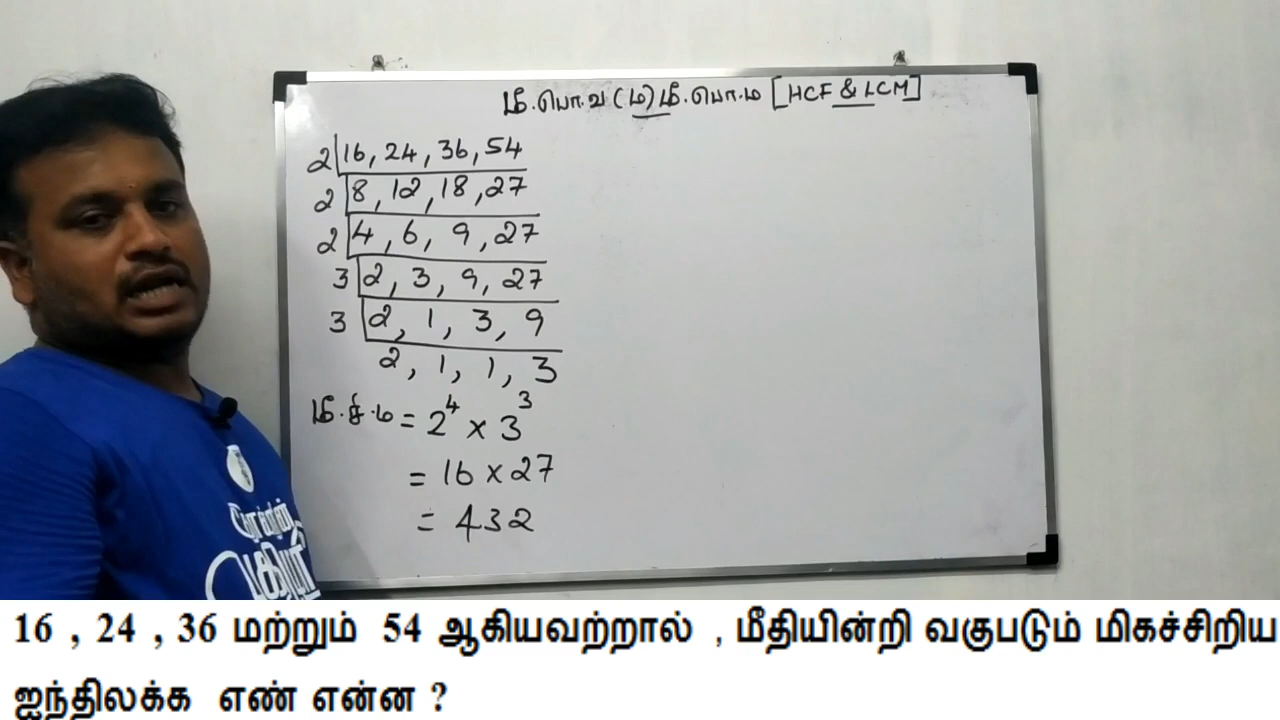 மீ.பொ.வ (ம) மீ.பொ.ம [HCF & LCM]
2 | 16, 24, 36, 54
2 | 8, 12, 18, 27
2 | 4, 6, 9, 27
3 | 2, 3, 9, 27
3 | 2, 1, 3, 9
2, 1, 1, 3
மீ.சி.ம = 2⁴ x 3³
= 16 x 27
= 432
16 , 24 , 36 மற்றும் 54 ஆகியவற்றால் , மீதியின்றி வகுபடும் மிகச்சிறிய
ஐந்திலக்க எண் என்ன ?